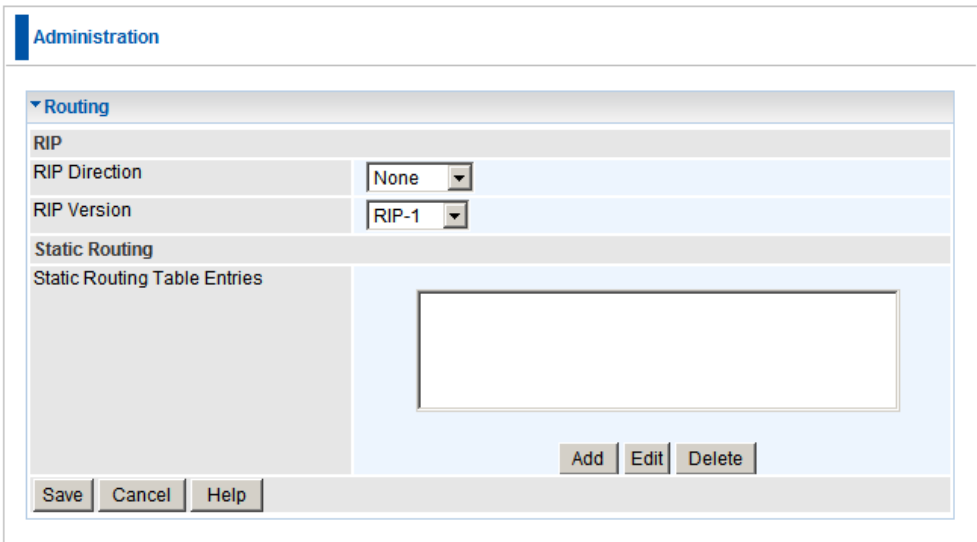 Administration
Routing
RIP
RIP Direction
None
RIP Version
RIP-1
Static Routing
Static Routing Table Entries
Add Edit Delete
Save Cancel Help